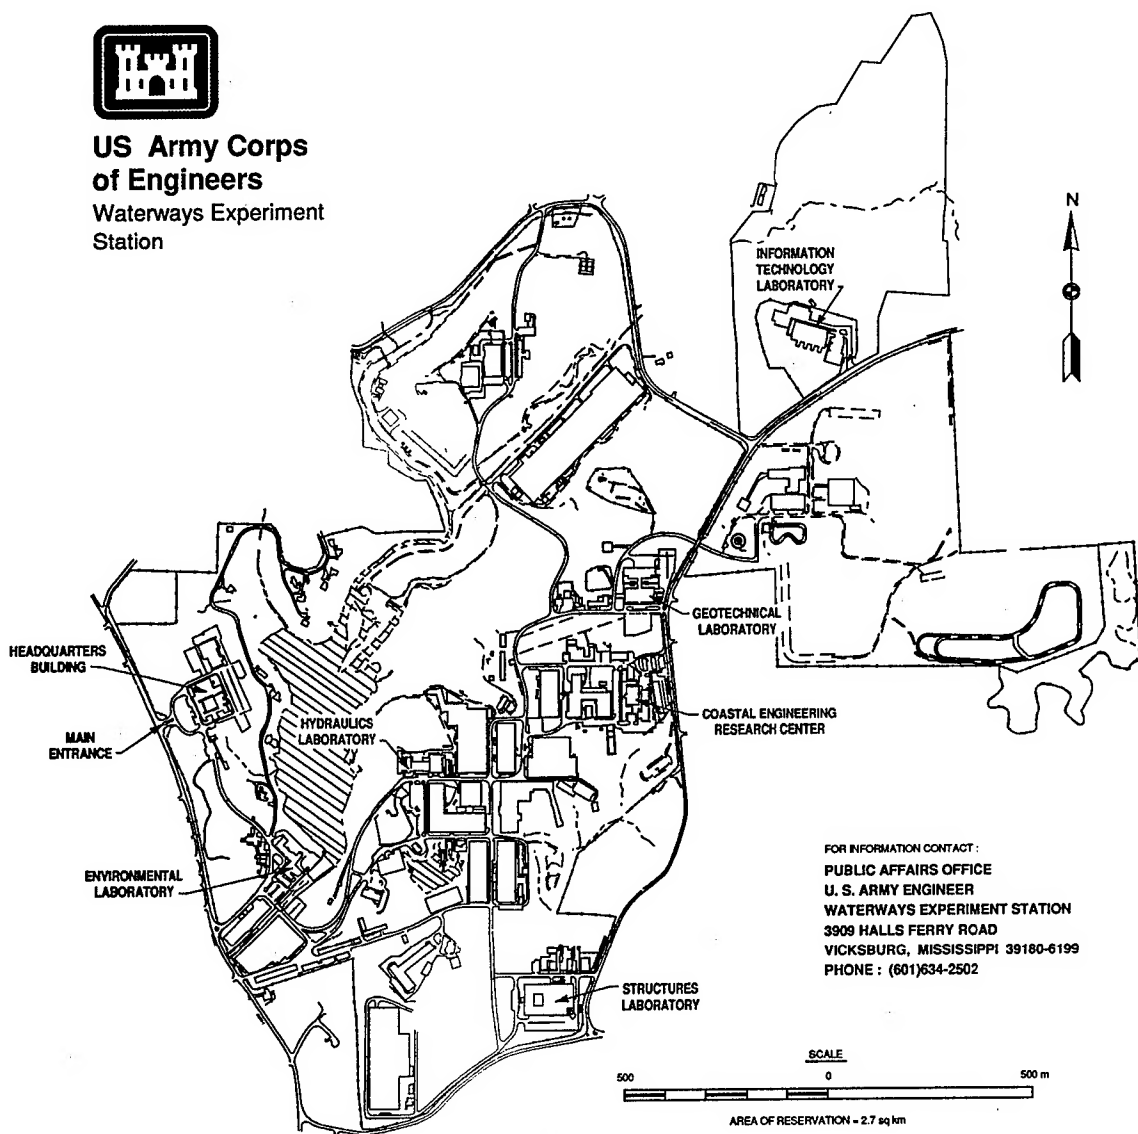 US Army Corps
of Engineers
Waterways Experiment
Station
N
INFORMATION
TECHNOLOGY
LABORATORY
GEOTECHNICAL
LABORATORY
HEADQUARTERS
BUILDING
MAIN
ENTRANCE
HYDRAULICS
LABORATORY
COASTAL ENGINEERING
RESEARCH CENTER
ENVIRONMENTAL
LABORATORY
FOR INFORMATION CONTACT :
PUBLIC AFFAIRS OFFICE
U. S. ARMY ENGINEER
WATERWAYS EXPERIMENT STATION
3909 HALLS FERRY ROAD
VICKSBURG, MISSISSIPPI 39180-6199
PHONE : (601)634-2502
STRUCTURES
LABORATORY
SCALE
500 0 500 m
AREA OF RESERVATION = 2.7 sq km